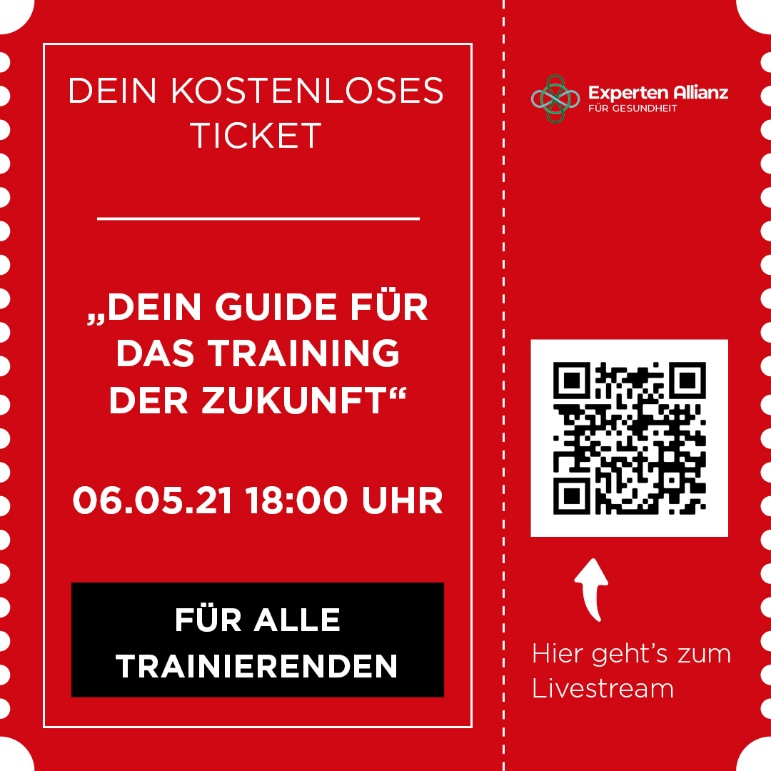 DEIN KOSTENLOSES
TICKET
„DEIN GUIDE FÜR
DAS TRAINING
DER ZUKUNFT“
06.05.21 18:00 UHR
FÜR ALLE
TRAINIERENDEN
Experten Allianz
FÜR GESUNDHEIT
Hier geht's zum
Livestream